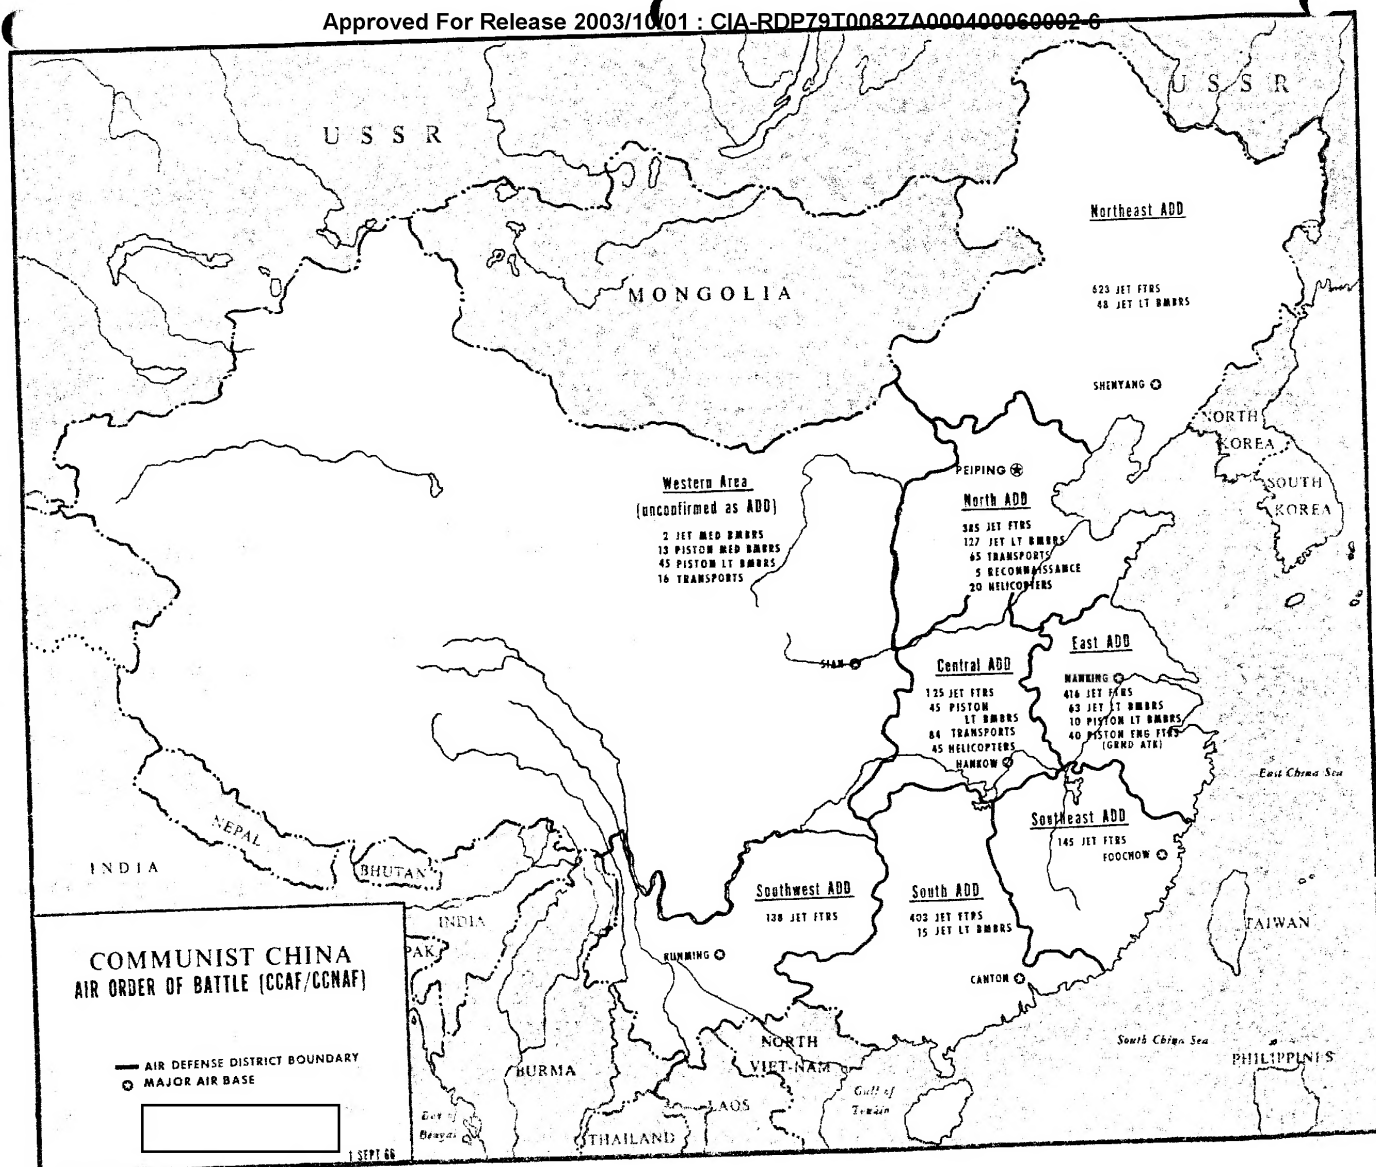 Approved For Release 2003/10/01 : CIA-RDP79T00827A000400060002-6
USSR
USSR
MONGOLIA
Northeast ADD
623 JET FTRS
48 JET LT BMBRS
SHENYANG
NORTH
KOREA
SOUTH
KOREA
PEIPING
North ADD
385 JET FTRS
127 JET LT BMBRS
65 TRANSPORTS
5 RECONNAISSANCE
20 HELICOPTERS
Western Area
(unconfirmed as ADD)
2 JET MED BMBRS
13 PISTON MED BMBRS
45 PISTON LT BMBRS
16 TRANSPORTS
SIAN
Central ADD
125 JET FTRS
45 PISTON
LT BMBRS
84 TRANSPORTS
45 HELICOPTERS
HANKOW
East ADD
NANKING
416 JET FTRS
63 JET LT BMBRS
10 PISTON LT BMBRS
40 PISTON ENG FTRS
(GRND ATK)
East China Sea
Southeast ADD
145 JET FTRS
FOOCHOW
Southwest ADD
138 JET FTRS
KUNMING
South ADD
403 JET FTRS
15 JET LT BMBRS
CANTON
TAIWAN
NEPAL
BHUTAN
INDIA
INDIA
PAK
BURMA
NORTH
VIET-NAM
LAOS
THAILAND
Gulf of
Tonkin
Bay of
Bengal
South China Sea
PHILIPPINES
COMMUNIST CHINA
AIR ORDER OF BATTLE (CCAF/CCNAF)
AIR DEFENSE DISTRICT BOUNDARY
MAJOR AIR BASE
1 SEPT 66